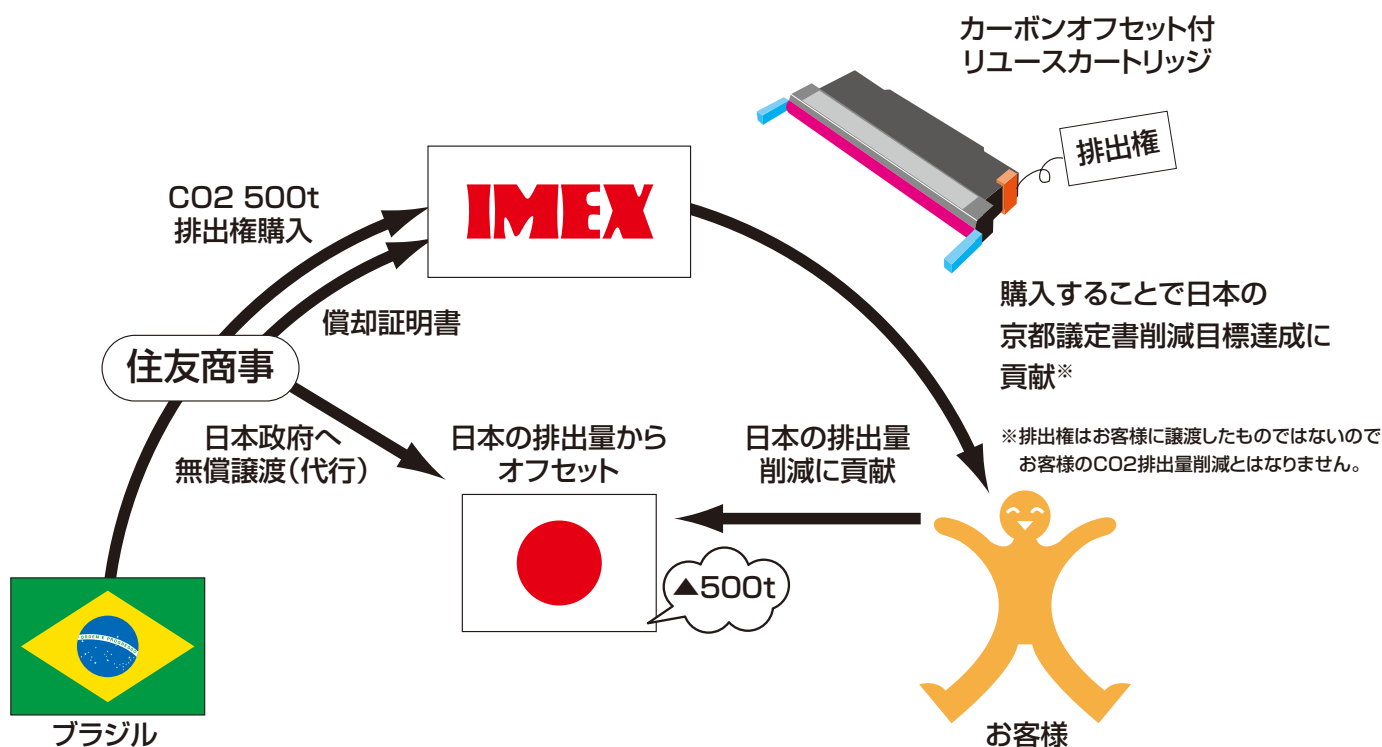 カーボンオフセット付
リユースカートリッジ
排出権
CO2 500t
排出権購入
IMEX
償却証明書
住友商事
購入することで日本の
京都議定書削減目標達成に
貢献※
※排出権はお客様に譲渡したものではないので
お客様のCO2排出量削減とはなりません。
日本政府へ
無償譲渡（代行）
日本の排出量から
オフセット
日本の排出量
削減に貢献
▲500t
ORDEM E PROGRESSO
ブラジル
お客様